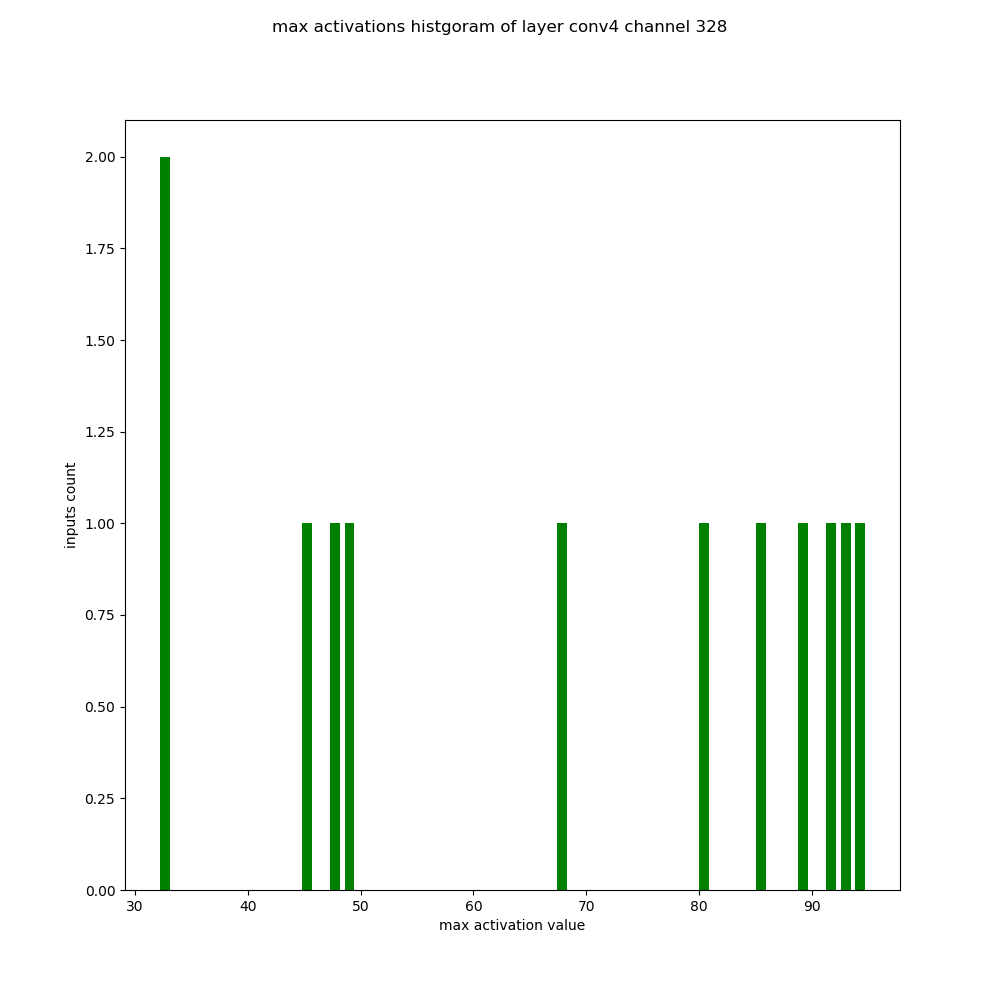 max activations histgoram of layer conv4 channel 328
2.00
1.75
1.50
1.25
1.00
0.75
0.50
0.25
0.00
inputs count
30 40 50 60 70 80 90
max activation value